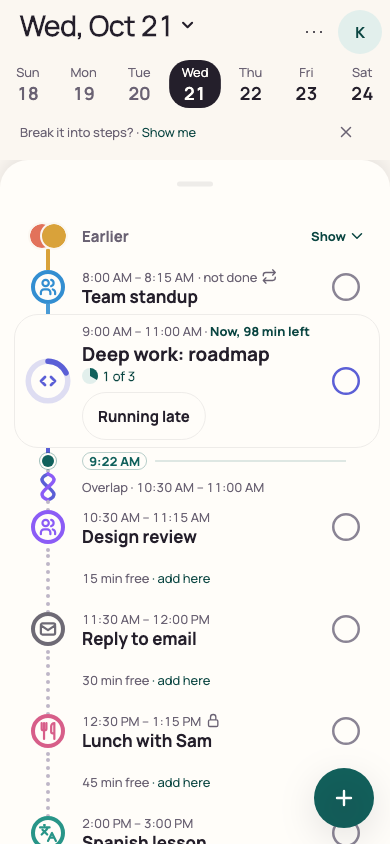 Wed, Oct 21
...
K
Sun Mon Tue Wed Thu Fri Sat
18 19 20 21 22 23 24
Break it into steps? · Show me
Earlier
Show
8:00 AM – 8:15 AM · not done
Team standup
9:00 AM – 11:00 AM · Now, 98 min left
Deep work: roadmap
1 of 3
Running late
9:22 AM
Overlap · 10:30 AM – 11:00 AM
10:30 AM – 11:15 AM
Design review
15 min free · add here
11:30 AM – 12:00 PM
Reply to email
30 min free · add here
12:30 PM – 1:15 PM
Lunch with Sam
45 min free · add here
2:00 PM – 3:00 PM
Spanish lesson